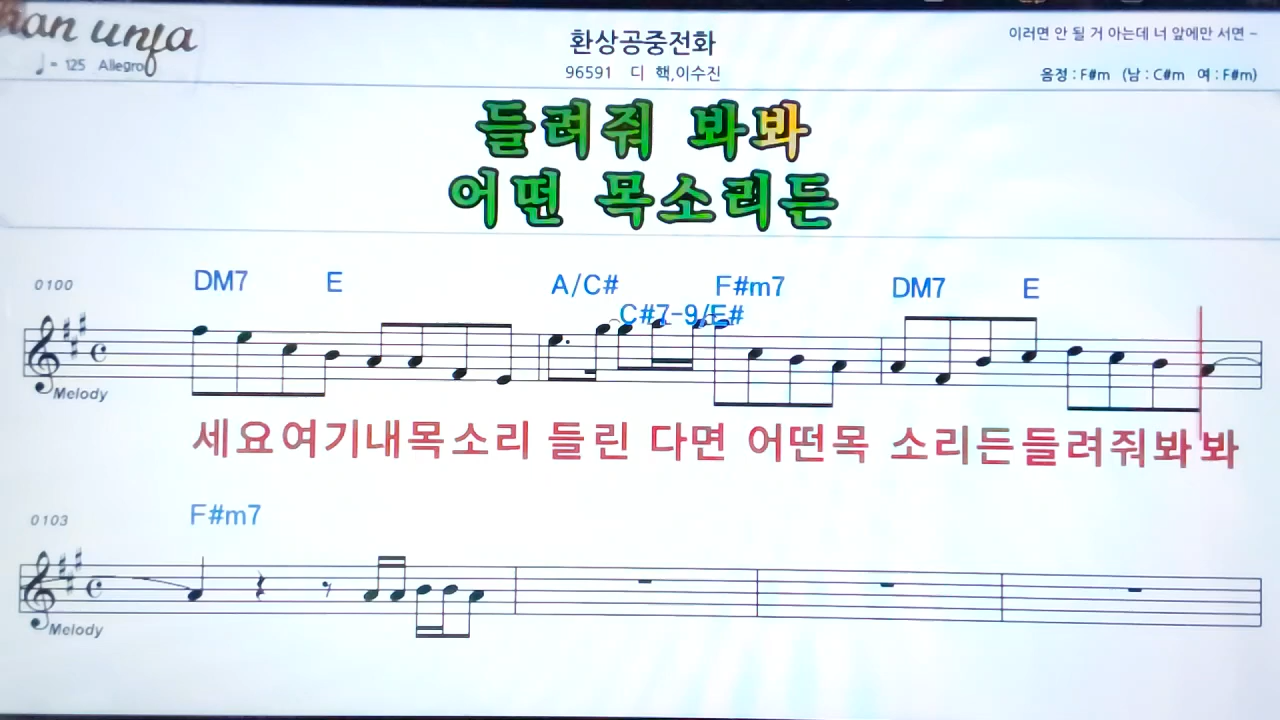 환상공중전화
이러면 안 될 거 아는데 너 앞에만 서면 -
♩= 125 Allegro
96591 디 핵,이수진
음정 : F#m (남 : C#m 여 : F#m)
들려줘 봐봐
어떤 목소리든
0100 DM7 E A/C# F#m7 DM7 E
C#7-9/E#
Melody
세요여기내목소리 들린 다면 어떤목 소리든들려줘봐봐
0103 F#m7
Melody